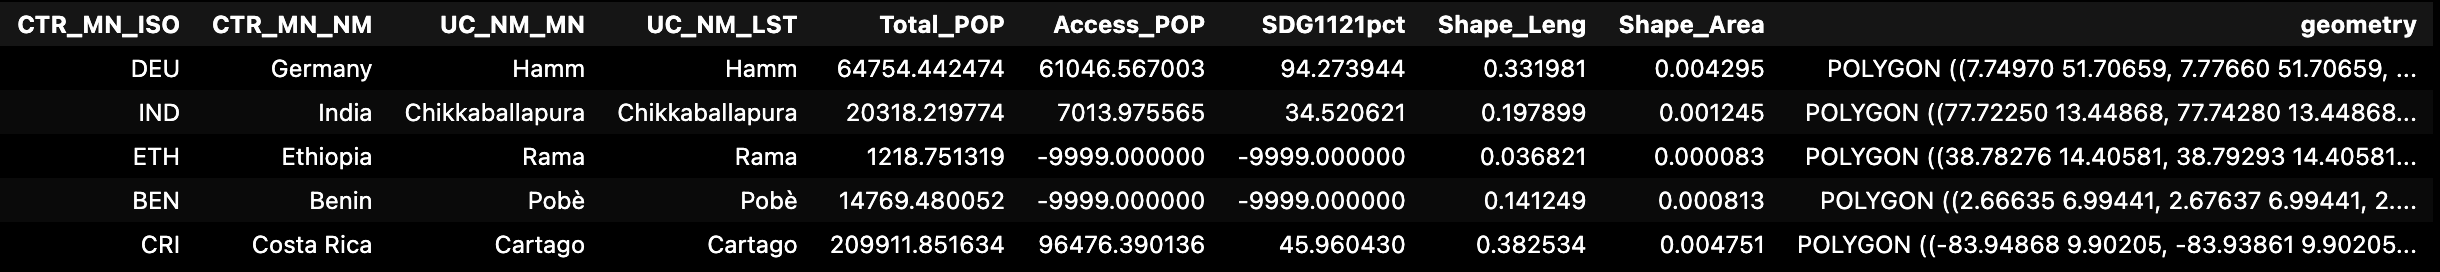 CTR_MN_ISO CTR_MN_NM UC_NM_MN UC_NM_LST Total_POP Access_POP SDG1121pct Shape_Leng Shape_Area geometry
DEU Germany Hamm Hamm 64754.442474 61046.567003 94.273944 0.331981 0.004295 POLYGON ((7.74970 51.70659, 7.77660 51.70659, ...
IND India Chikkaballapura Chikkaballapura 20318.219774 7013.975565 34.520621 0.197899 0.001245 POLYGON ((77.72250 13.44868, 77.74280 13.44868...
ETH Ethiopia Rama Rama 1218.751319 -9999.000000 -9999.000000 0.036821 0.000083 POLYGON ((38.78276 14.40581, 38.79293 14.40581...
BEN Benin Pobè Pobè 14769.480052 -9999.000000 -9999.000000 0.141249 0.000813 POLYGON ((2.66635 6.99441, 2.67637 6.99441, 2....
CRI Costa Rica Cartago Cartago 209911.851634 96476.390136 45.960430 0.382534 0.004751 POLYGON ((-83.94868 9.90205, -83.93861 9.90205...